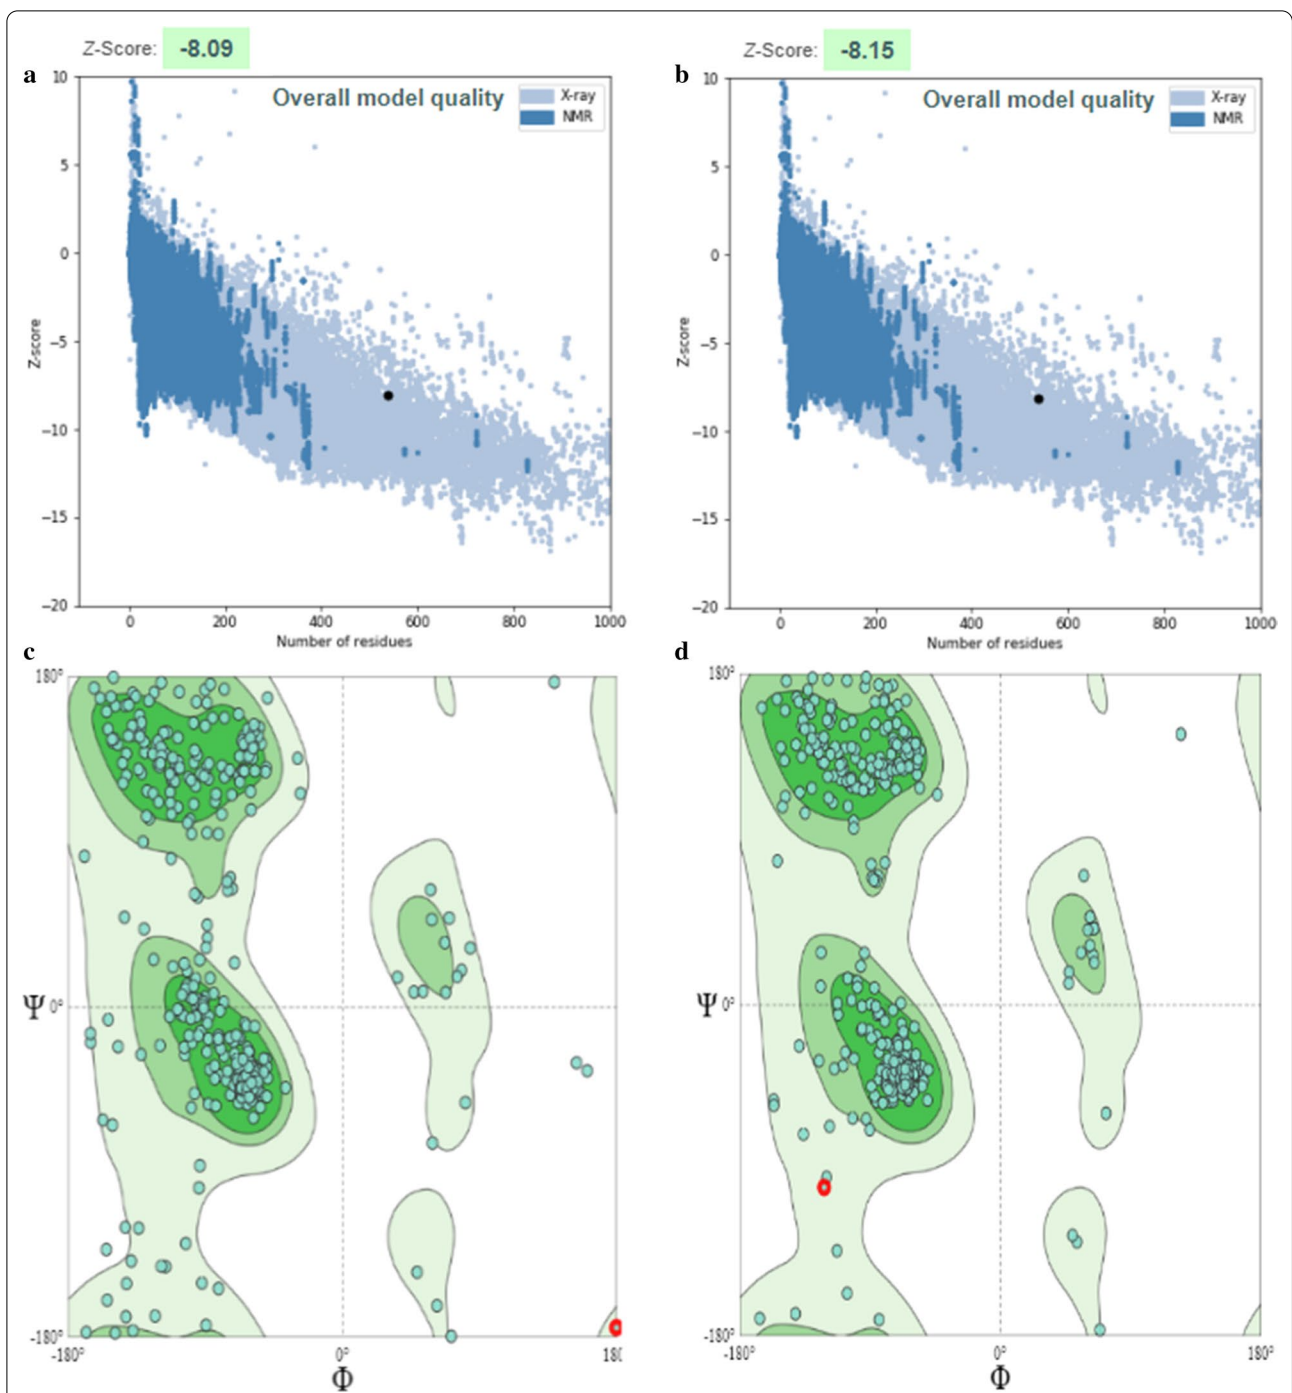 Z-Score: -8.09
a
Overall model quality
X-ray
NMR
10
5
0
−5
−10
−15
−20
Z-score
0 200 400 600 800 1000
Number of residues
Z-Score: -8.15
b
Overall model quality
X-ray
NMR
10
5
0
−5
−10
−15
−20
Z-score
0 200 400 600 800 1000
Number of residues
c
180°
Ψ 0°
-180°
-180° 0° 180
Φ
d
180°
Ψ 0°
-180°
-180° 0° 180°
Φ